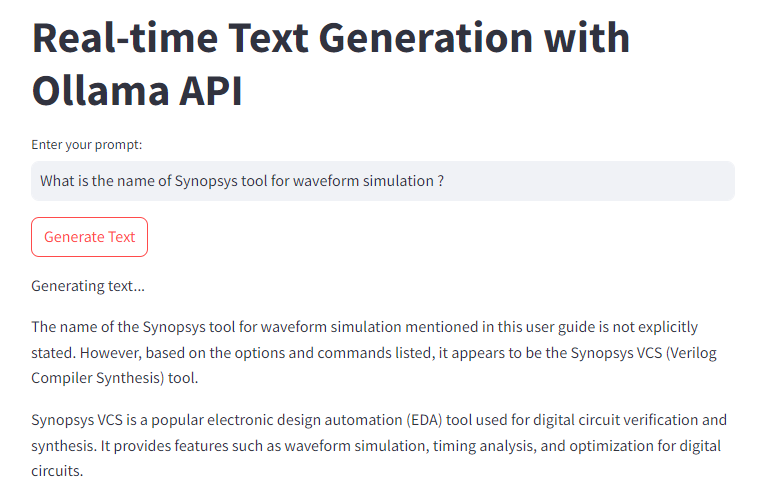 Real-time Text Generation with
Ollama API
Enter your prompt:
What is the name of Synopsys tool for waveform simulation ?
Generate Text
Generating text...
The name of the Synopsys tool for waveform simulation mentioned in this user guide is not explicitly
stated. However, based on the options and commands listed, it appears to be the Synopsys VCS (Verilog
Compiler Synthesis) tool.
Synopsys VCS is a popular electronic design automation (EDA) tool used for digital circuit verification and
synthesis. It provides features such as waveform simulation, timing analysis, and optimization for digital
circuits.